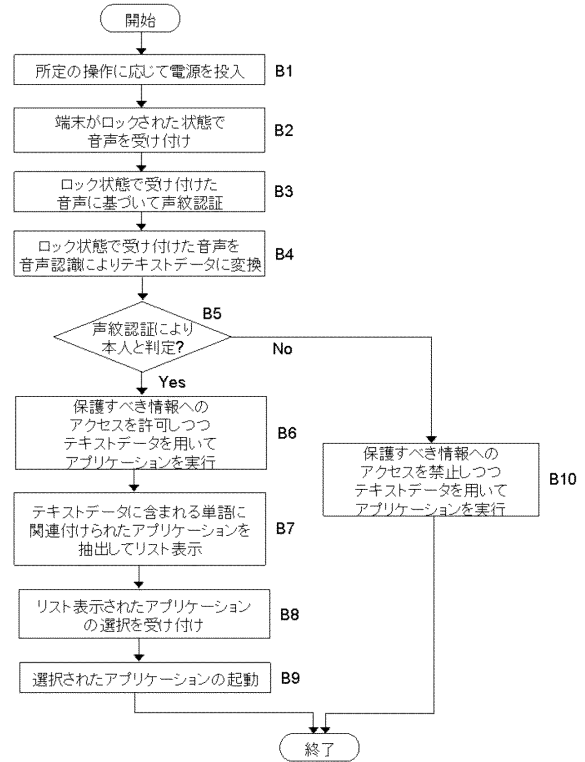 開始
所定の操作に応じて電源を投入
B1
端末がロックされた状態で
音声を受け付け
B2
ロック状態で受け付けた
音声に基づいて声紋認証
B3
ロック状態で受け付けた音声を
音声認識によりテキストデータに変換
B4
声紋認証により
本人と判定?
B5
No
Yes
保護すべき情報への
アクセスを許可しつつ
テキストデータを用いて
アプリケーションを実行
B6
保護すべき情報への
アクセスを禁止しつつ
テキストデータを用いて
アプリケーションを実行
B10
テキストデータに含まれる単語に
関連付けられたアプリケーションを
抽出してリスト表示
B7
リスト表示されたアプリケーション
の選択を受け付け
B8
選択されたアプリケーションの起動
B9
終了